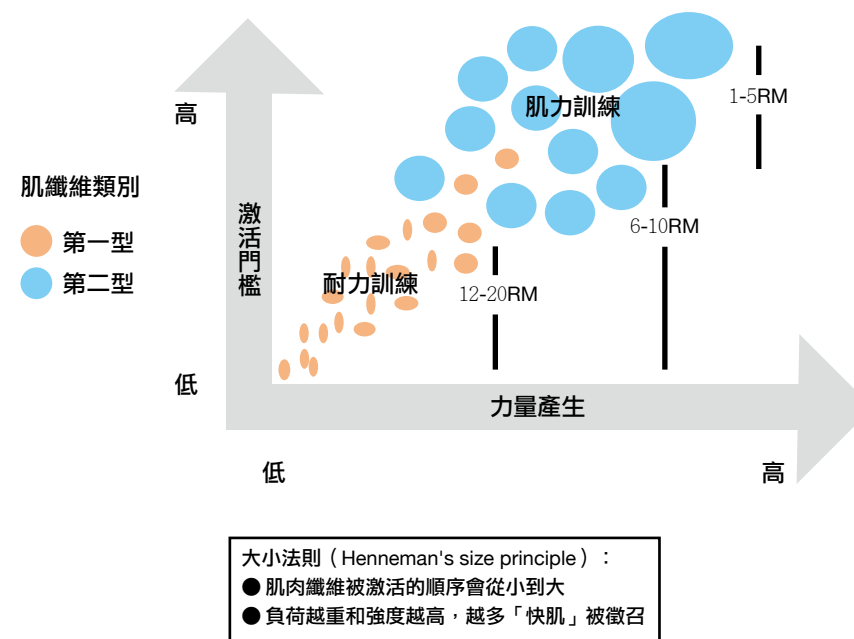 高
肌力訓練
1-5RM
肌纖維類別
第一型
第二型
激活門檻
6-10RM
耐力訓練
12-20RM
低
力量產生
低
高
大小法則（Henneman's size principle）：
● 肌肉纖維被激活的順序會從小到大
● 負荷越重和強度越高，越多「快肌」被徵召